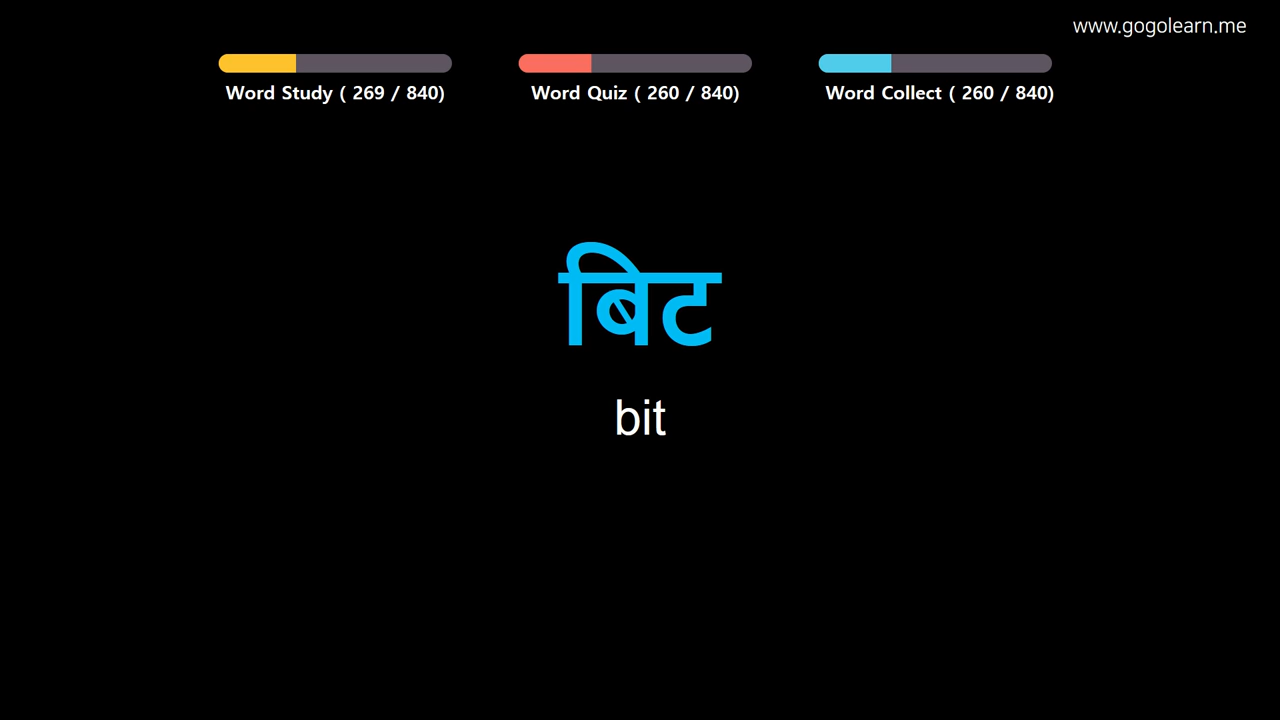 www.gogolearn.me
Word Study ( 269 / 840)
Word Quiz ( 260 / 840)
Word Collect ( 260 / 840)
बिट
bit